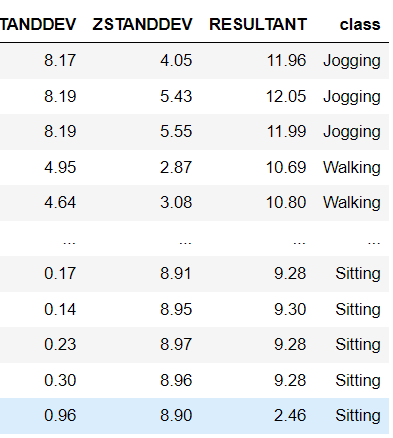 TANDDEV ZSTANDDEV RESULTANT class
8.17 4.05 11.96 Jogging
8.19 5.43 12.05 Jogging
8.19 5.55 11.99 Jogging
4.95 2.87 10.69 Walking
4.64 3.08 10.80 Walking
... ... ... ...
0.17 8.91 9.28 Sitting
0.14 8.95 9.30 Sitting
0.23 8.97 9.28 Sitting
0.30 8.96 9.28 Sitting
0.96 8.90 2.46 Sitting